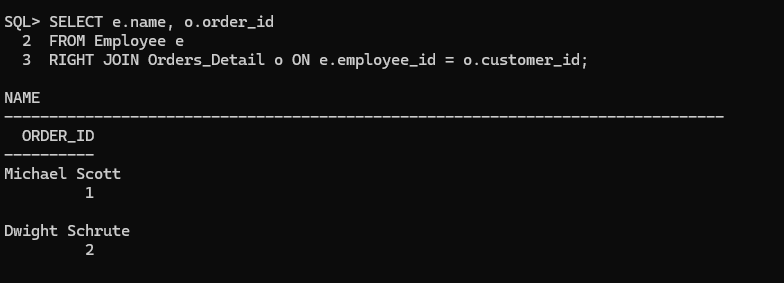 SQL> SELECT e.name, o.order_id
  2  FROM Employee e
  3  RIGHT JOIN Orders_Detail o ON e.employee_id = o.customer_id;

NAME
--------------------------------------------------------------------------------
  ORDER_ID
----------
Michael Scott
         1

Dwight Schrute
         2